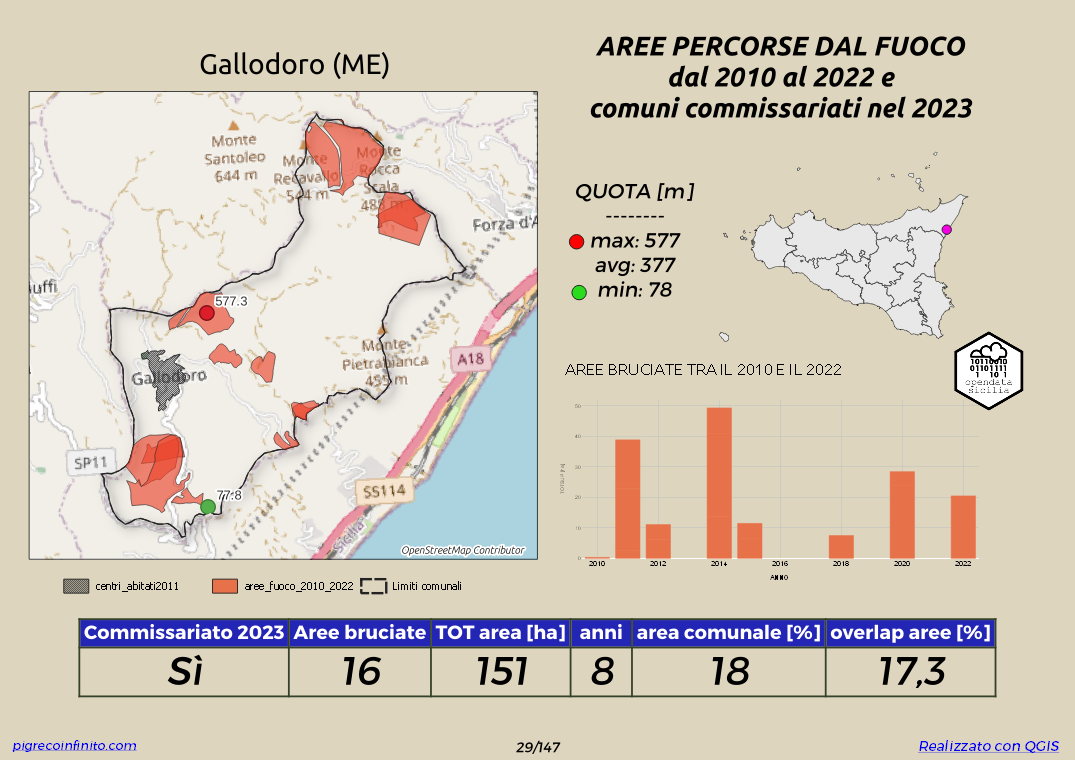 Gallodoro (ME)
AREE PERCORSE DAL FUOCO
dal 2010 al 2022 e
comuni commissariati nel 2023
Monte
Santoleo
644 m
Monte
Recavallo
544 m
Monte
Rocca
Scala
Forza d'A
uffi
577.3
Gallodoro
Monte
Pietrabianca
455 m
A18
SP11
77.8
SS114
Sicilia
OpenStreetMap Contributor
QUOTA [m]
--------
max: 577
avg: 377
min: 78
10110010
01101111
1 10 1
opendata
sicilia
AREE BRUCIATE TRA IL 2010 E IL 2022
50
40
30
20
10
0
2010 2012 2014 2016 2018 2020 2022
ANNO
centri_abitati2011 aree_fuoco_2010_2022 Limiti comunali
Commissariato 2023 Aree bruciate TOT area [ha] anni area comunale [%] overlap aree [%]
Sì 16 151 8 18 17,3
pigrecoinfinito.com 29/147 Realizzato con QGIS